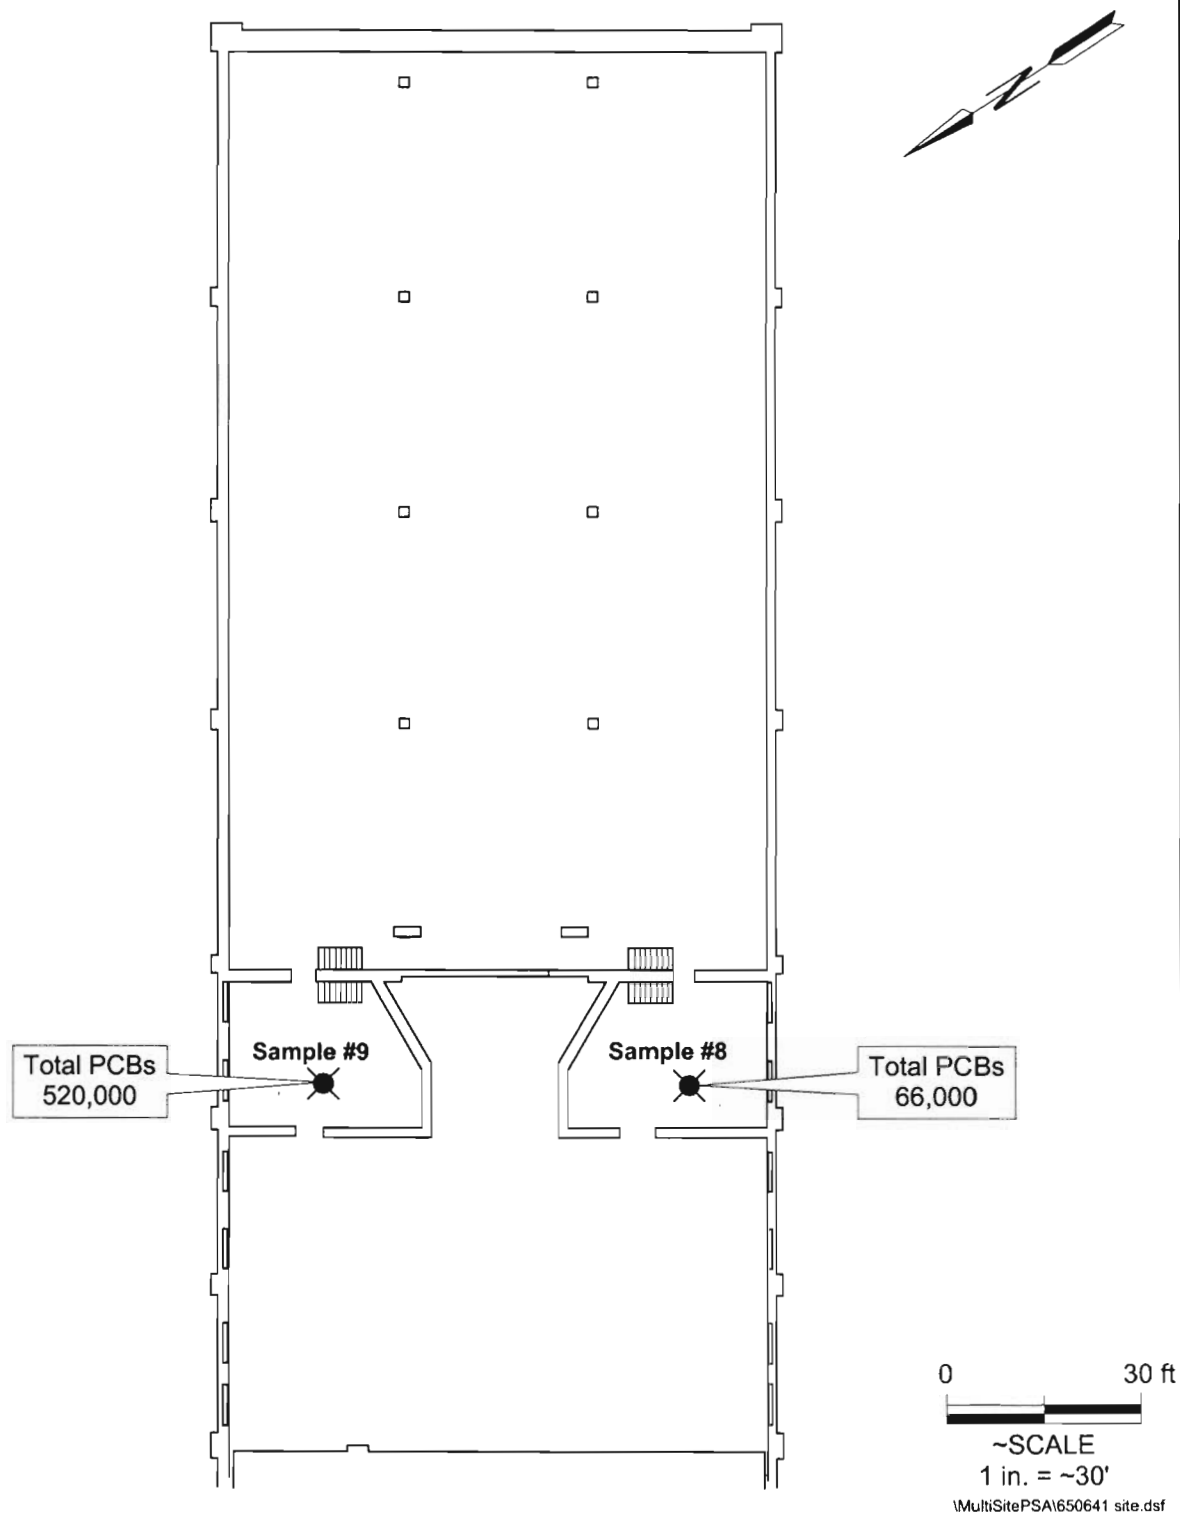 N
Sample #9
Sample #8
Total PCBs
520,000
Total PCBs
66,000
0 30 ft
~SCALE
1 in. = ~30'
\MultiSitePSA\650641 site.dsf